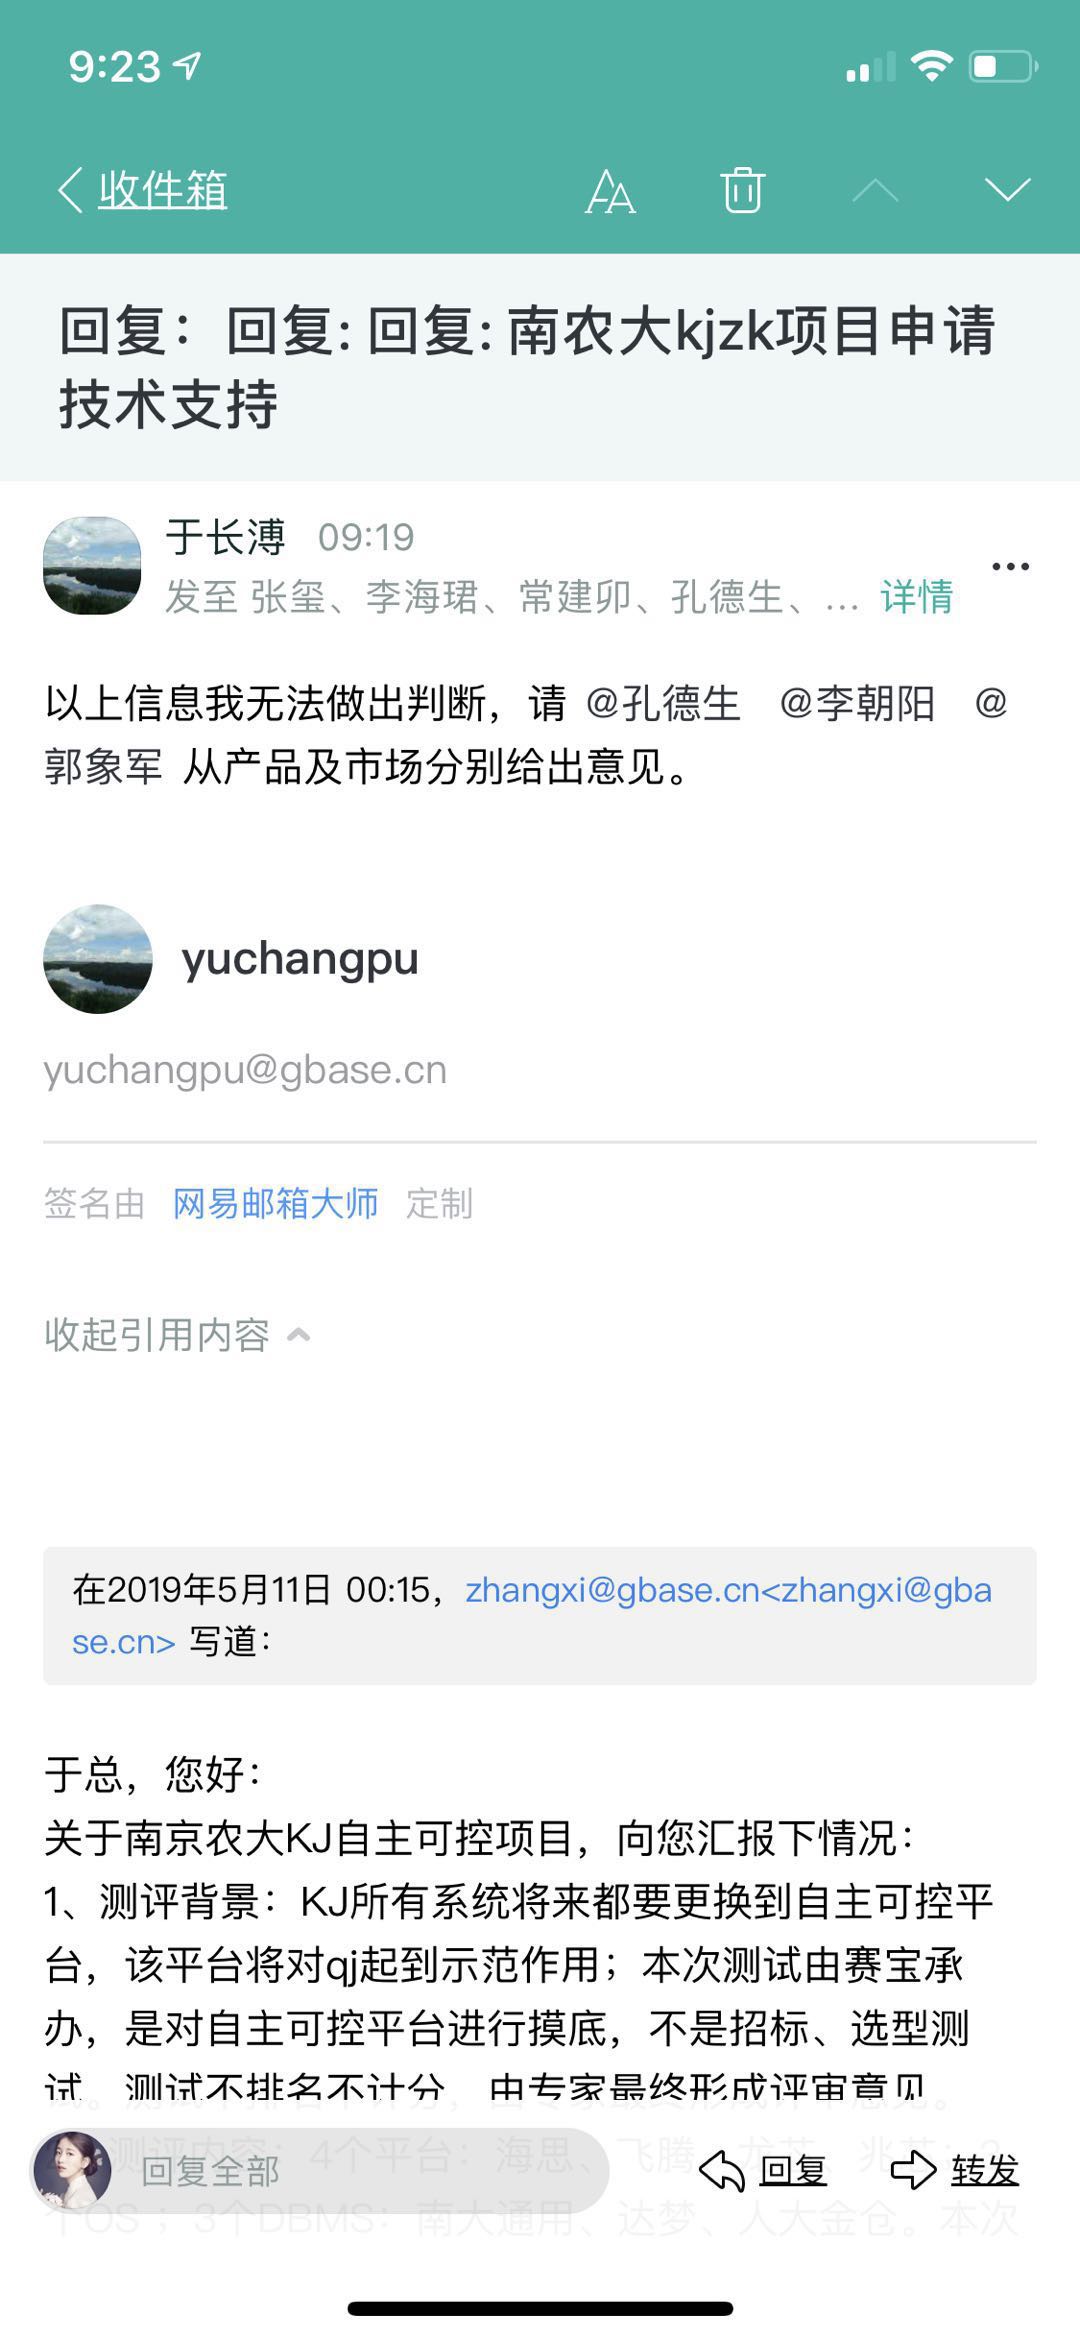 9:23
收件箱
回复：回复: 回复: 南农大kjzk项目申请
技术支持
于长溥 09:19
发至 张玺、李海珺、常建卯、孔德生、... 详情
以上信息我无法做出判断，请 @孔德生 @李朝阳 @
郭象军 从产品及市场分别给出意见。
yuchangpu
yuchangpu@gbase.cn
签名由 网易邮箱大师 定制
收起引用内容
在2019年5月11日 00:15，zhangxi@gbase.cn<zhangxi@gba
se.cn> 写道：
于总，您好：
关于南京农大KJ自主可控项目，向您汇报下情况：
1、测评背景：KJ所有系统将来都要更换到自主可控平
台，该平台将对qj起到示范作用；本次测试由赛宝承
办，是对自主可控平台进行摸底，不是招标、选型测
试。测试不排名不计分，由专家最终形成评审意见。
测评内容：4个平台：海思、飞腾、龙芯、兆芯；3
个OS ；3个DBMS：南大通用、达梦、人大金仓。本次
回复全部 回复 转发